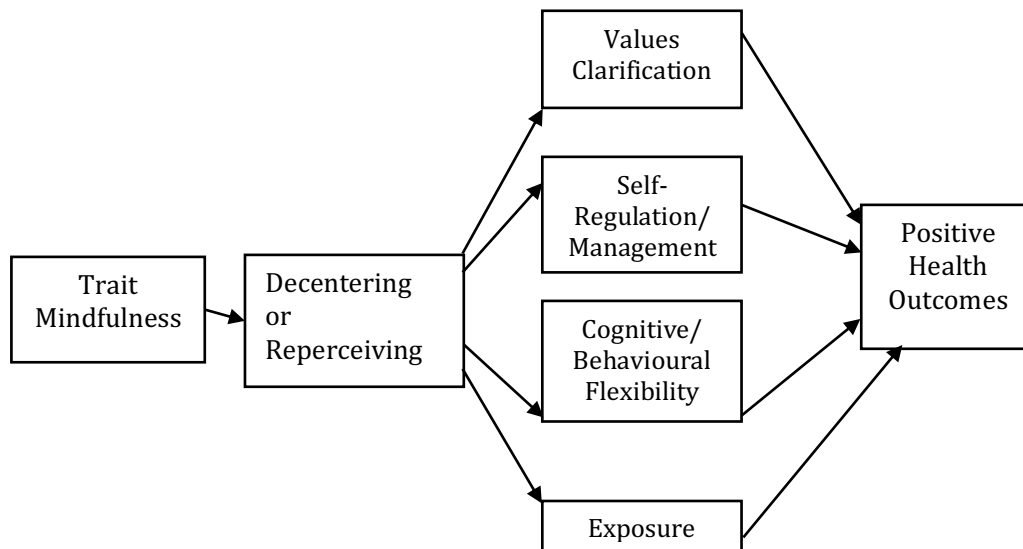 Trait
Mindfulness
Decentering
or
Reperceiving
Values
Clarification
Self-
Regulation/
Management
Cognitive/
Behavioural
Flexibility
Exposure
Positive
Health
Outcomes